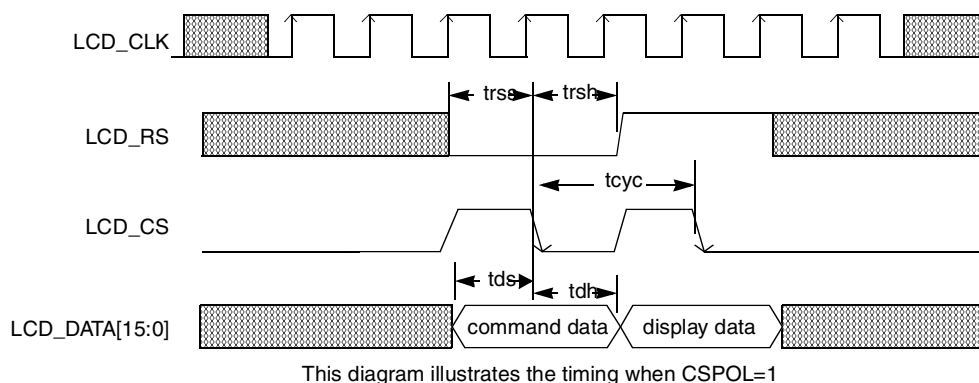 LCD_CLK
trss
trsh
LCD_RS
tcyc
LCD_CS
tds
tdh
LCD_DATA[15:0]
command data
display data
This diagram illustrates the timing when CSPOL=1